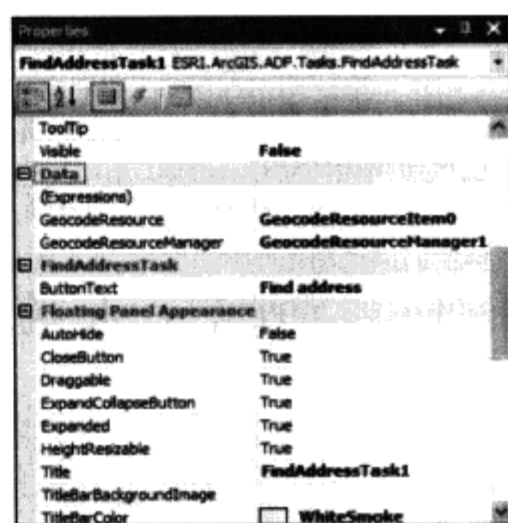 Properties
FindAddressTask1 ESRI.ArcGIS.ADF.Tasks.FindAddressTask
ToolTip
Visible False
Data
(Expressions)
GeocodeResource GeocodeResourceItem0
GeocodeResourceManager GeocodeResourceManager1
FindAddressTask
ButtonText Find address
Floating Panel Appearance
AutoHide False
CloseButton True
Draggable True
ExpandCollapseButton True
Expanded True
HeightResizable True
Title FindAddressTask1
TitleBarBackgroundImage
TitleBarColor WhiteSmoke